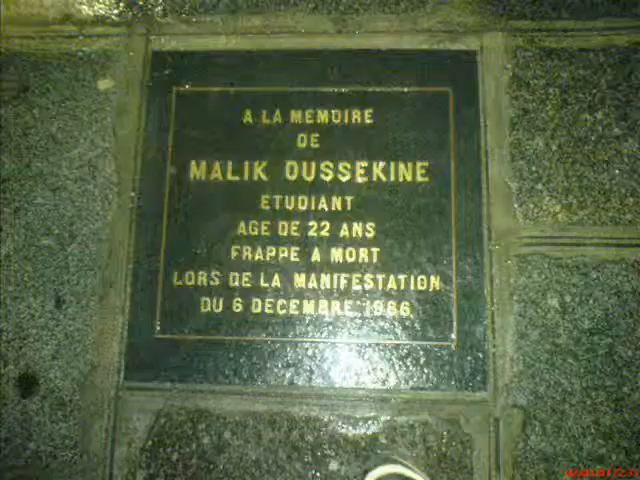 A LA MEMOIRE
DE
MALIK OUSSEKINE
ETUDIANT
AGE DE 22 ANS
FRAPPE A MORT
LORS DE LA MANIFESTATION
DU 6 DECEMBRE 1986